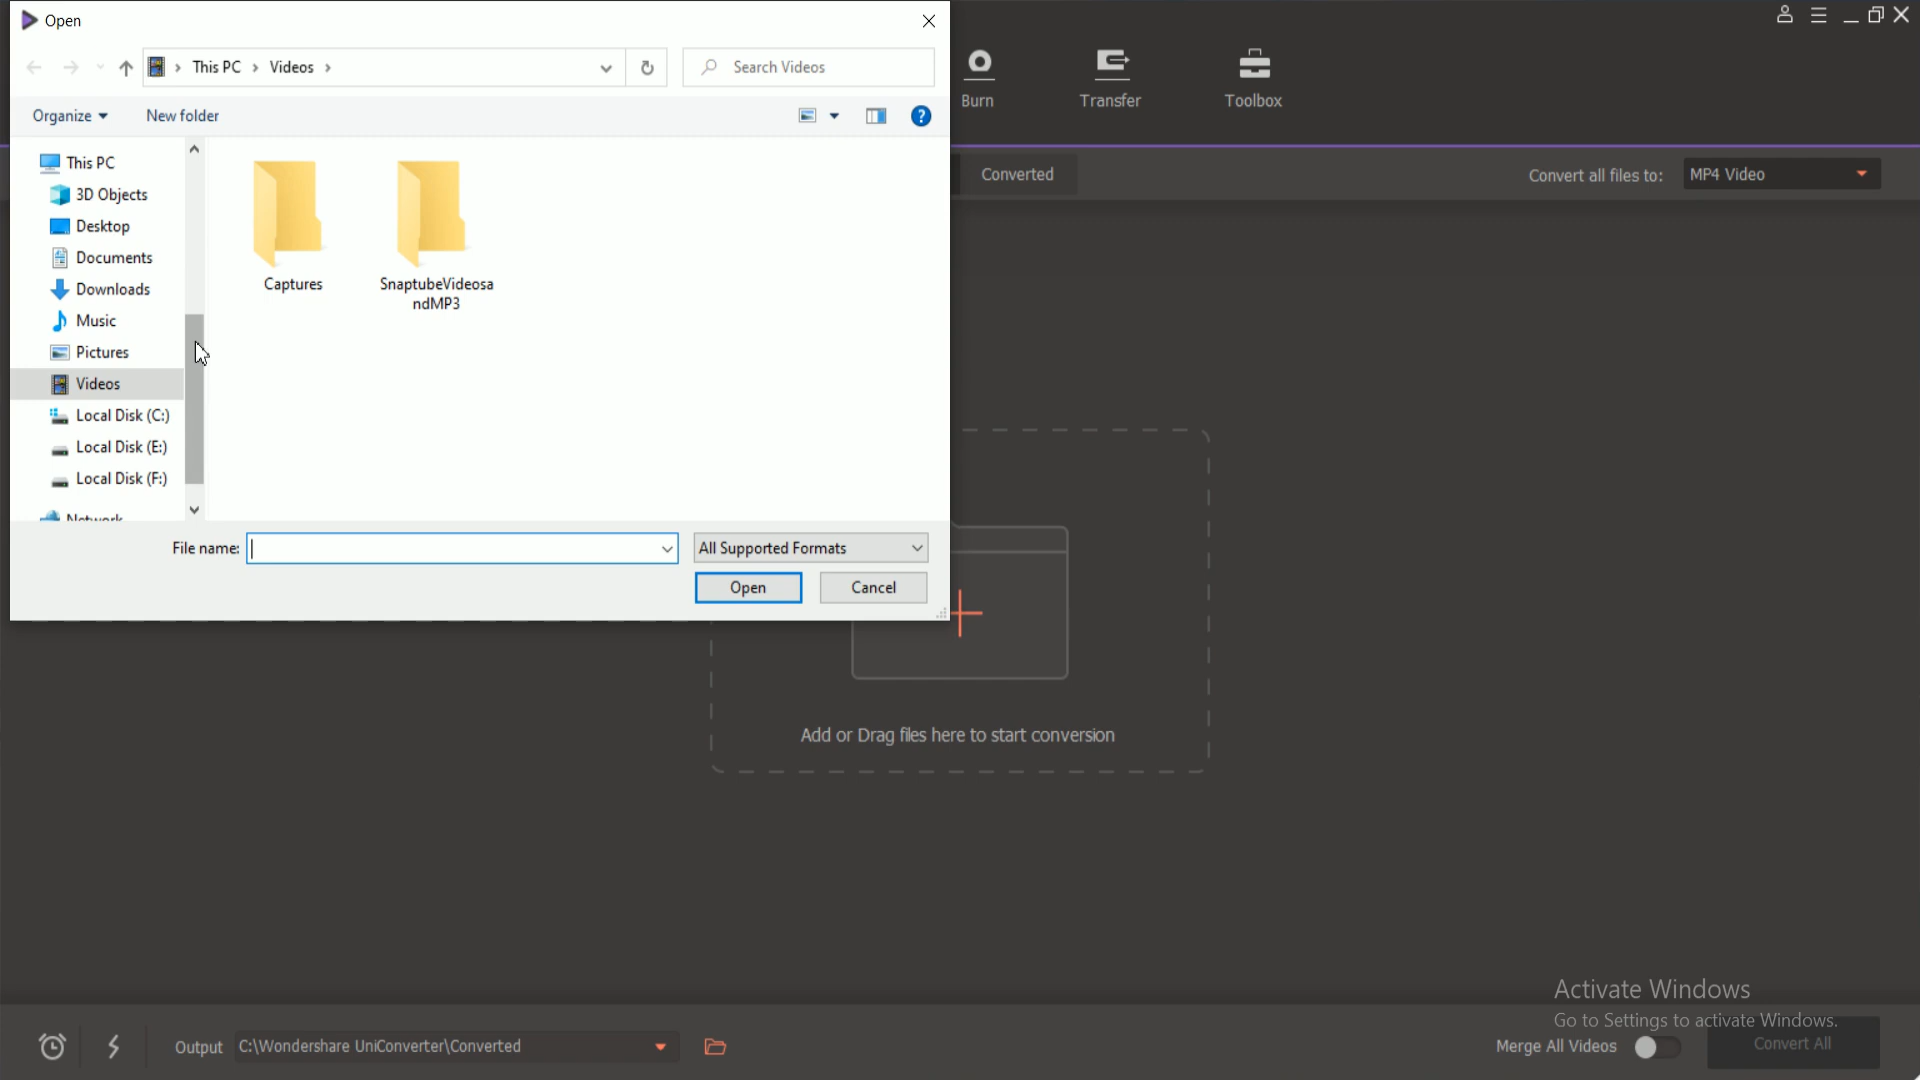 Open
This PC
Videos
Search Videos
Organize
New folder
This PC
3D Objects
Desktop
Documents
Downloads
Music
Pictures
Videos
Local Disk (C:)
Local Disk (E:)
Local Disk (F:)
Network
Captures
SnaptubeVideosa
ndMP3
File name:
All Supported Formats
Open
Cancel
Burn
Transfer
Toolbox
Converted
Convert all files to:
MP4 Video
Add or Drag files here to start conversion
Activate Windows
Go to Settings to activate Windows.
Output
C:\Wondershare UniConverter\Converted
Merge All Videos
Convert All